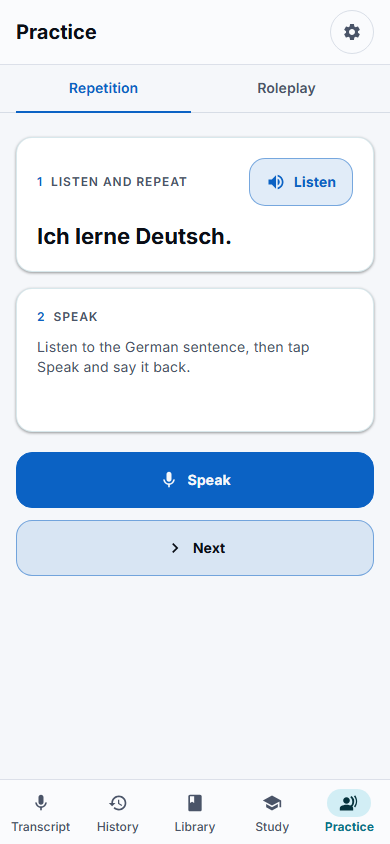 Practice
Repetition
Roleplay
1 LISTEN AND REPEAT
Listen
Ich lerne Deutsch.
2 SPEAK
Listen to the German sentence, then tap
Speak and say it back.
Speak
Next
Transcript
History
Library
Study
Practice